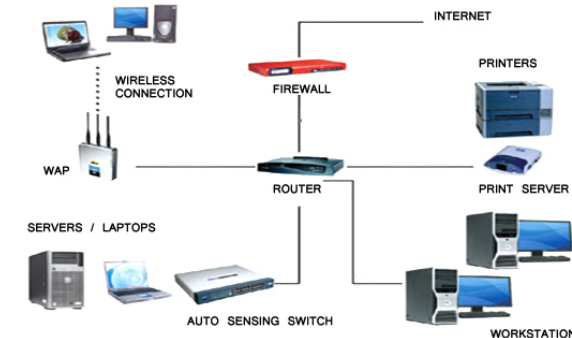 INTERNET
WIRELESS
CONNECTION
FIREWALL
PRINTERS
WAP
ROUTER
PRINT SERVER
SERVERS / LAPTOPS
AUTO SENSING SWITCH
WORKSTATION